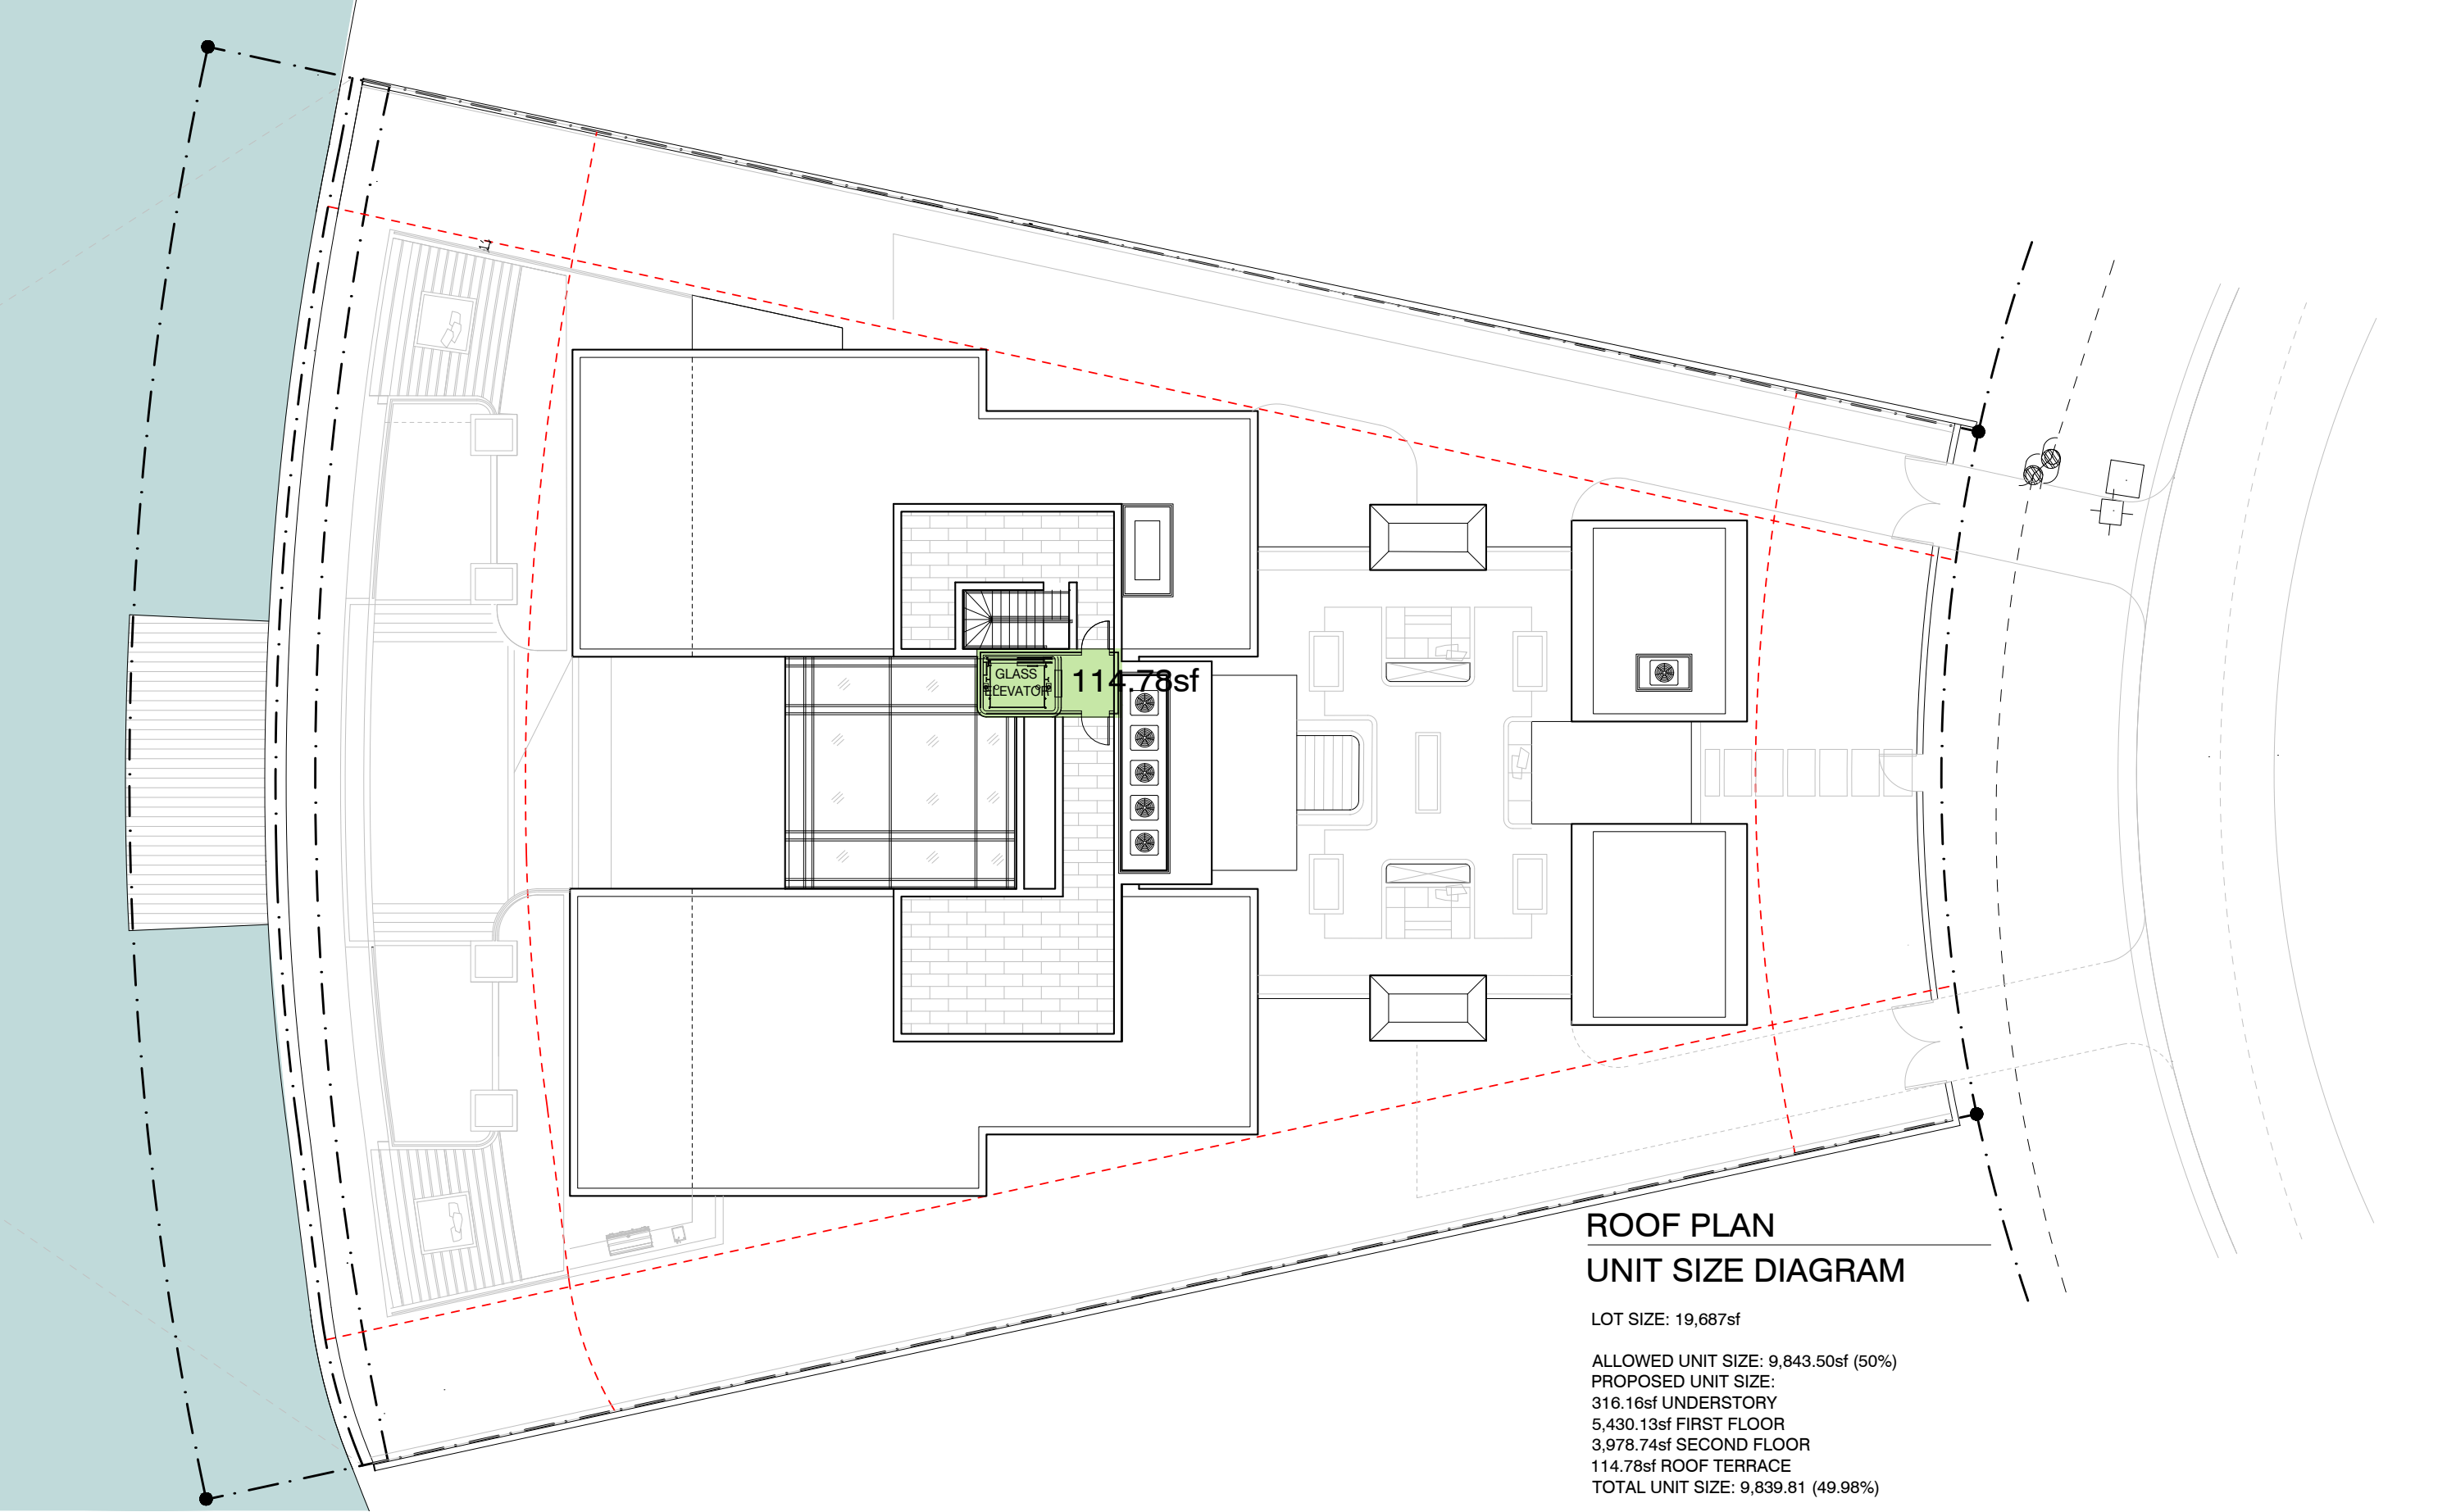 GLASS
ELEVATOR
114.78sf
ROOF PLAN
UNIT SIZE DIAGRAM
LOT SIZE: 19,687sf
ALLOWED UNIT SIZE: 9,843.50sf (50%)
PROPOSED UNIT SIZE:
316.16sf UNDERSTORY
5,430.13sf FIRST FLOOR
3,978.74sf SECOND FLOOR
114.78sf ROOF TERRACE
TOTAL UNIT SIZE: 9,839.81 (49.98%)